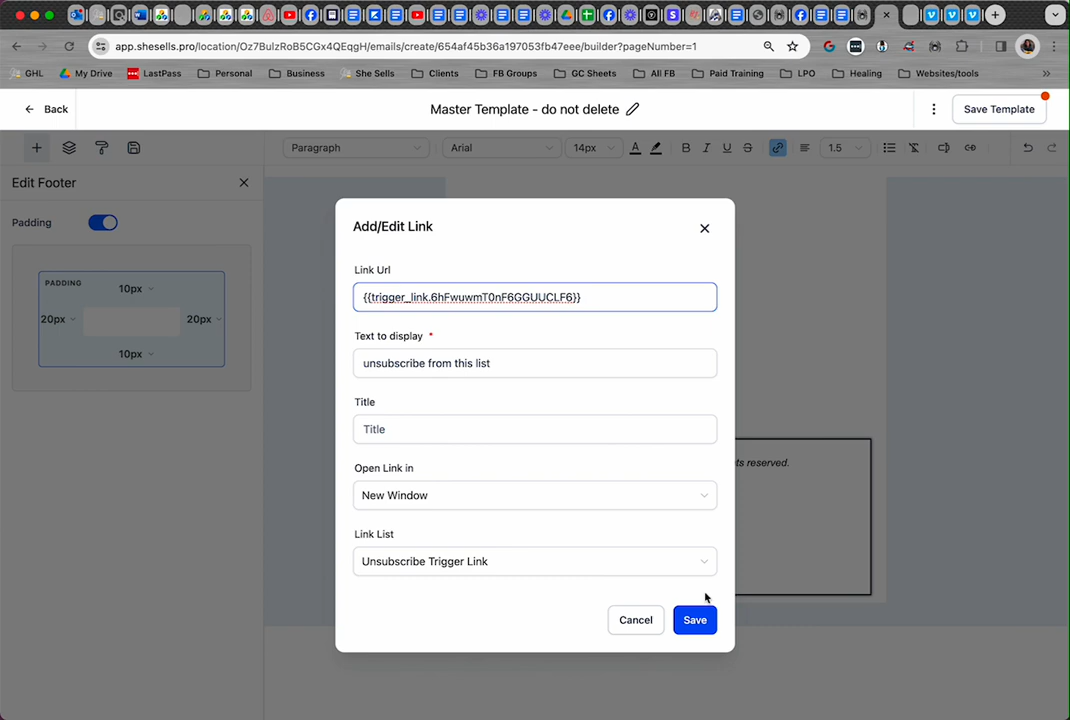 app.shesells.pro/location/Oz7BulzRoB5CGx4QEqgH/emails/create/654af45b36a197053fb47eee/builder?pageNumber=1
GHL
My Drive
LastPass
Personal
Business
She Sells
Clients
FB Groups
GC Sheets
All FB
Paid Training
LPO
Healing
Websites/tools
Back
Master Template - do not delete
Save Template
Paragraph
Arial
14px
1.5
Edit Footer
Padding
PADDING
10px
20px
20px
10px
Add/Edit Link
Link Url
{{trigger_link.6hFwuwmT0nF6GGUUCLF6}}
Text to display *
unsubscribe from this list
Title
Title
Open Link in
New Window
Link List
Unsubscribe Trigger Link
Cancel
Save
ts reserved.